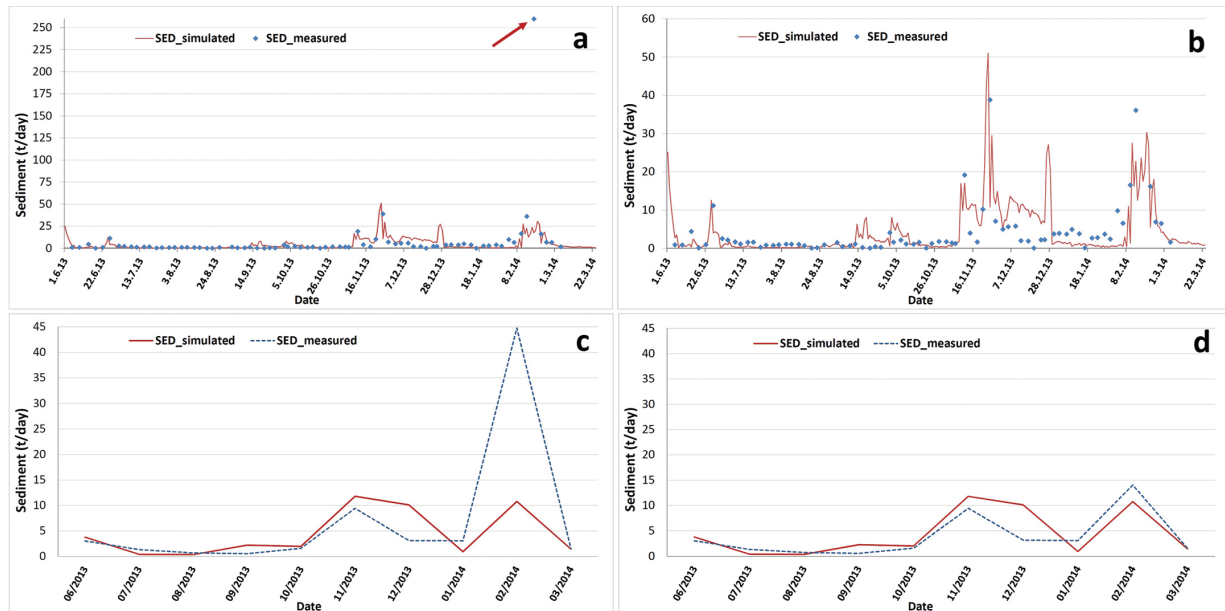 SED_simulated SED_measured
a
Sediment (t/day)
250
225
200
175
150
125
100
75
50
25
0
1.6.13 22.6.13 13.7.13 3.8.13 24.8.13 14.9.13 5.10.13 26.10.13 16.11.13 7.12.13 28.12.13 18.1.14 8.2.14 1.3.14 22.3.14
Date
SED_simulated SED_measured
b
Sediment (t/day)
60
50
40
30
20
10
0
1.6.13 22.6.13 13.7.13 3.8.13 24.8.13 14.9.13 5.10.13 26.10.13 16.11.13 7.12.13 28.12.13 18.1.14 8.2.14 1.3.14 22.3.14
Date
SED_simulated SED_measured
c
Sediment (t/day)
45
40
35
30
25
20
15
10
5
0
06/2013 07/2013 08/2013 09/2013 10/2013 11/2013 12/2013 01/2014 02/2014 03/2014
Date
SED_simulated SED_measured
d
Sediment (t/day)
45
40
35
30
25
20
15
10
5
0
06/2013 07/2013 08/2013 09/2013 10/2013 11/2013 12/2013 01/2014 02/2014 03/2014
Date